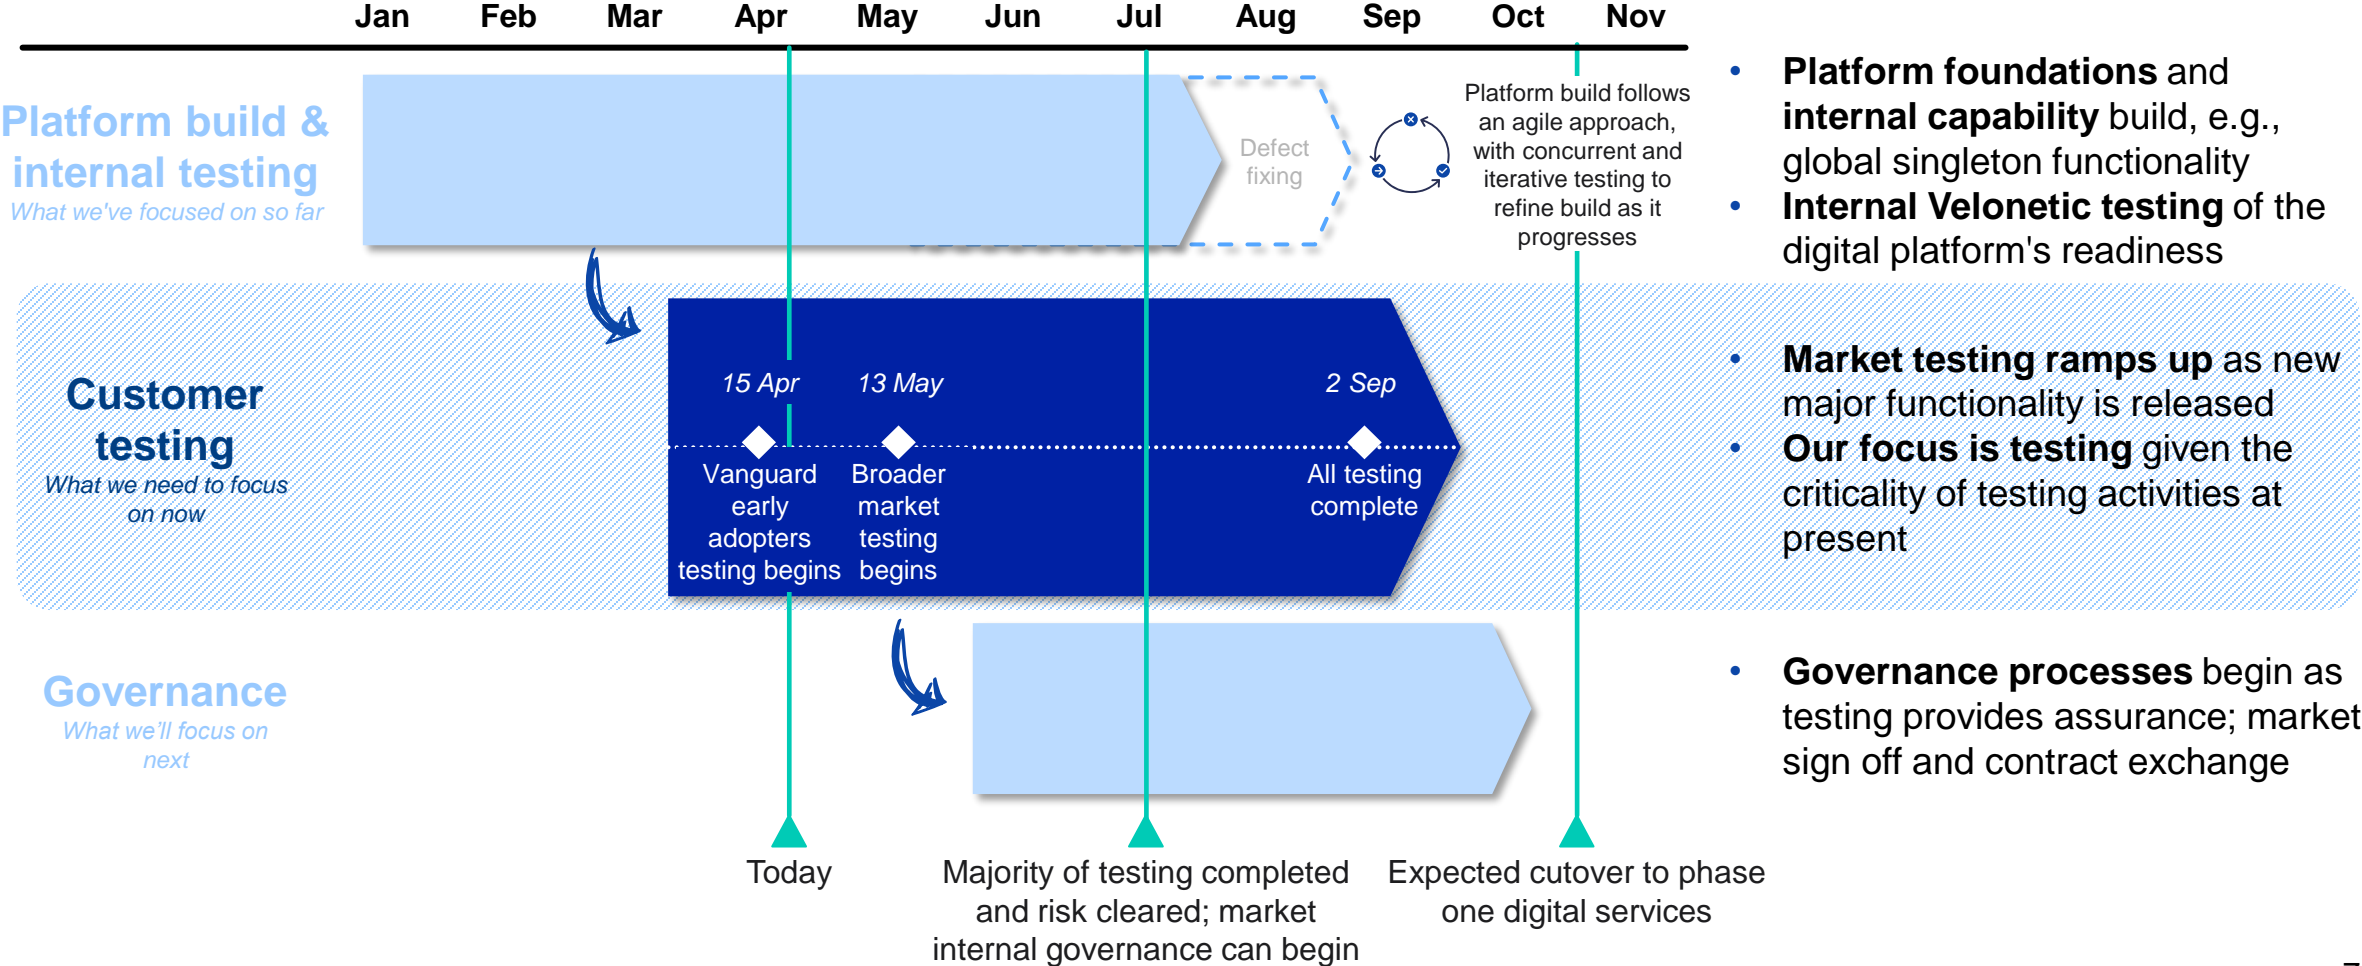 Jan Feb Mar Apr May Jun Jul Aug Sep Oct Nov
Platform build &
internal testing
What we've focused on so far
Defect
fixing
Platform build follows
an agile approach,
with concurrent and
iterative testing to
refine build as it
progresses
• Platform foundations and
internal capability build, e.g.,
global singleton functionality
• Internal Velonetic testing of the
digital platform's readiness
Customer
testing
What we need to focus
on now
15 Apr
Vanguard
early
adopters
testing begins
13 May
Broader
market
testing
begins
2 Sep
All testing
complete
• Market testing ramps up as new
major functionality is released
• Our focus is testing given the
criticality of testing activities at
present
Governance
What we'll focus on
next
• Governance processes begin as
testing provides assurance; market
sign off and contract exchange
Today
Majority of testing completed
and risk cleared; market
internal governance can begin
Expected cutover to phase
one digital services